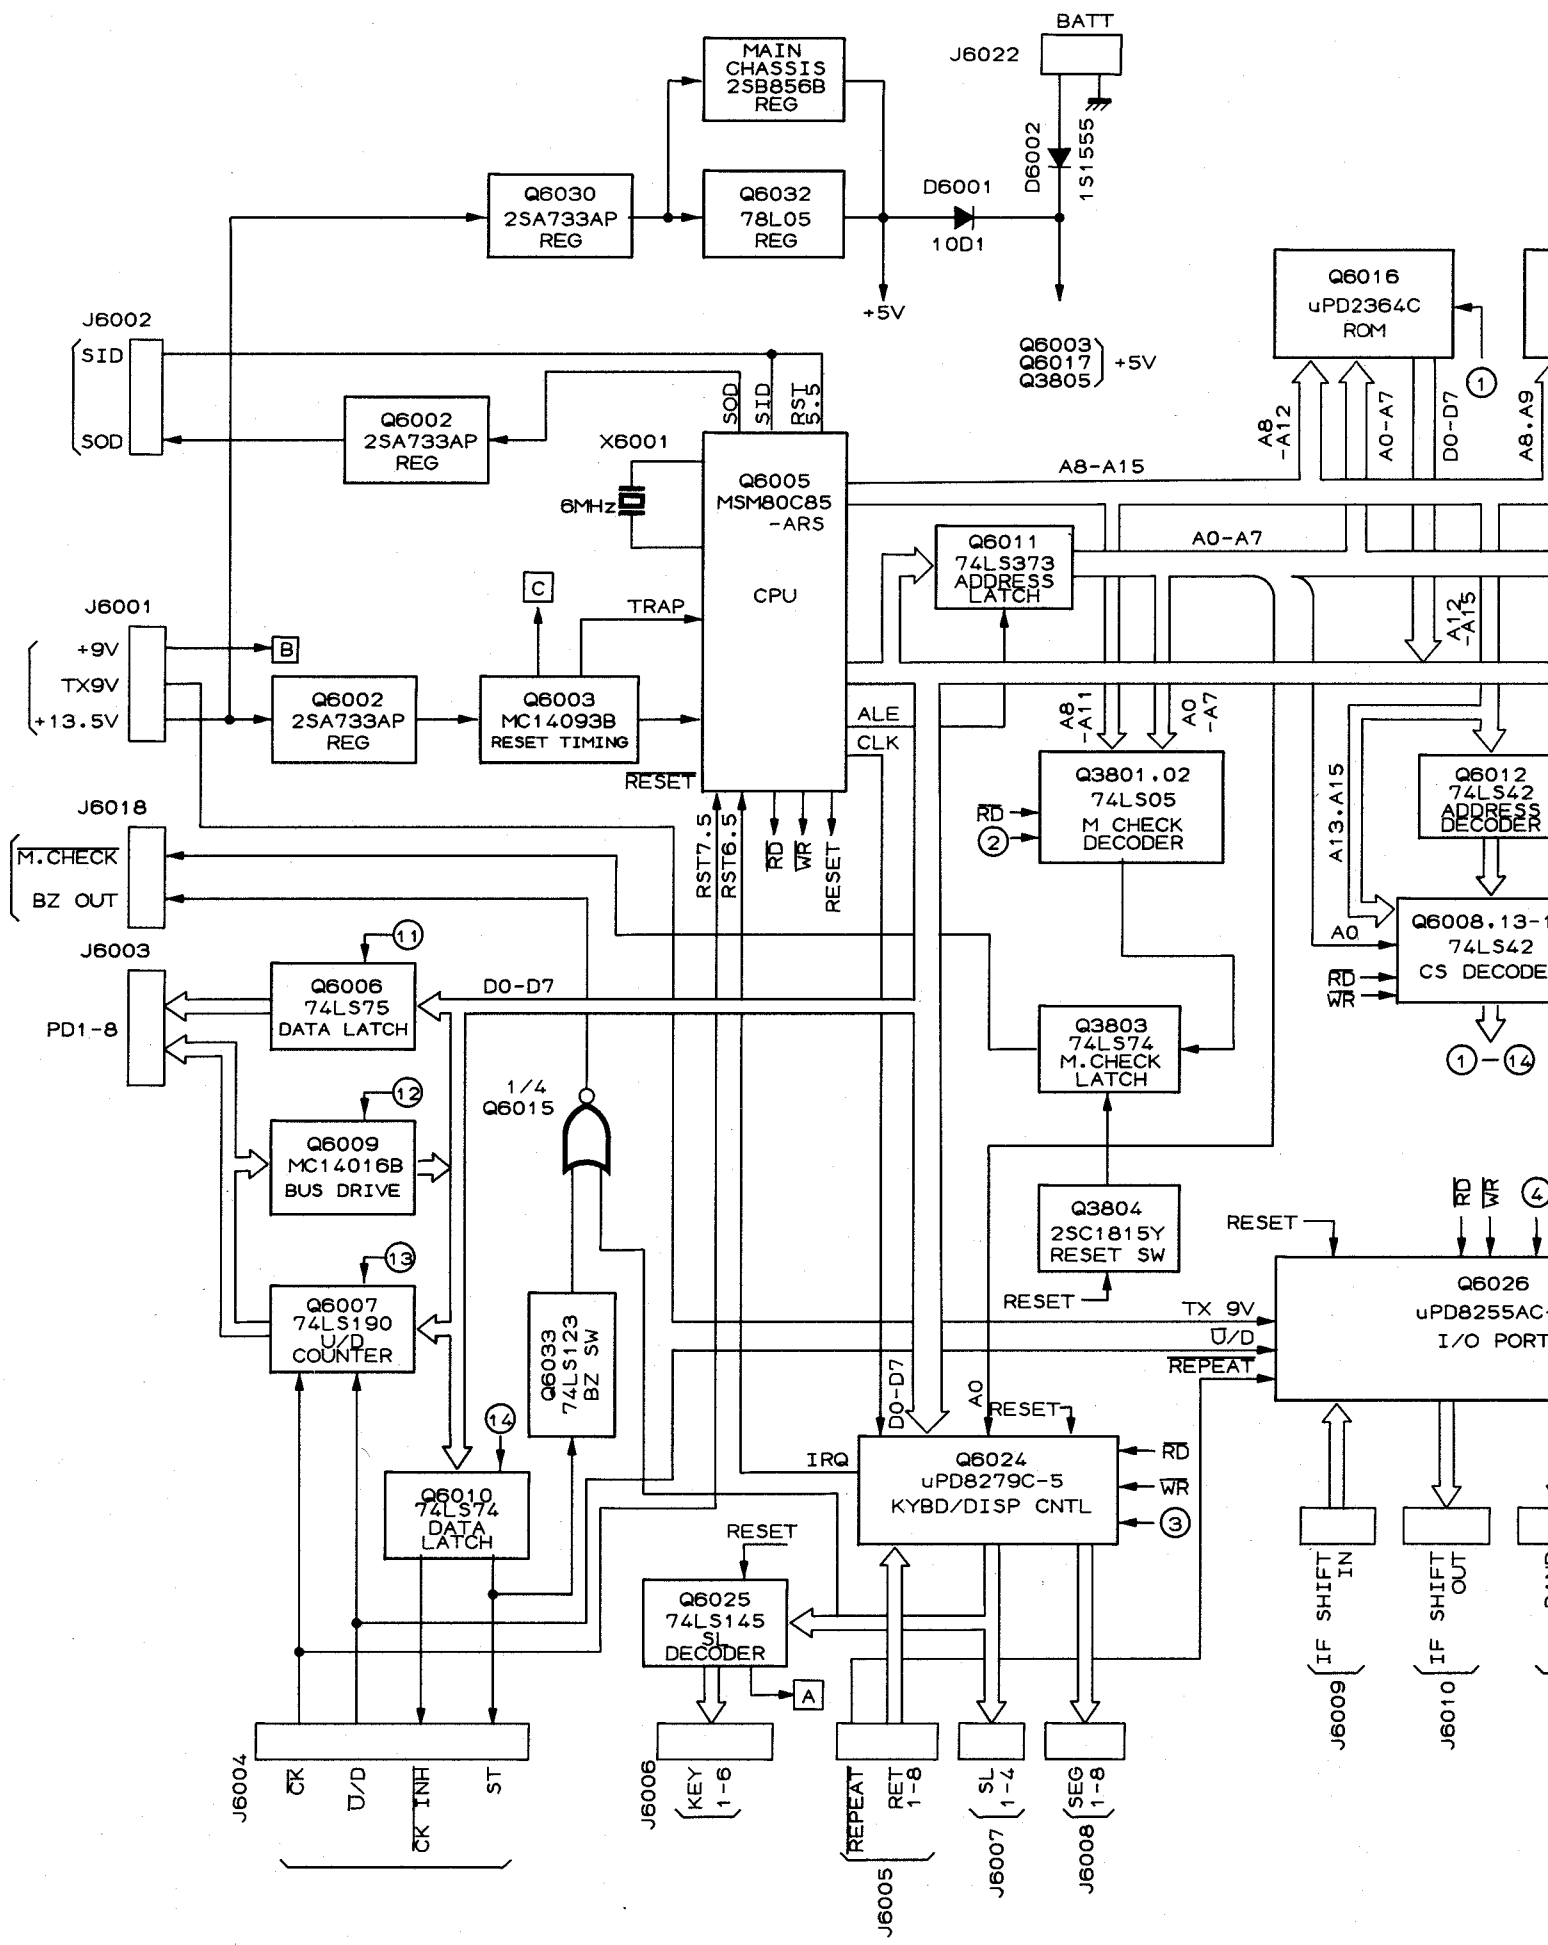 BATT
J6022
MAIN
CHASSIS
2SB856B
REG
D6002
1S1555
Q6030
2SA733AP
REG
Q6032
78L05
REG
D6001
10D1
+5V
Q6003
Q6017
Q3805
+5V
Q6016
uPD2364C
ROM
1
A8
-A12
A0-A7
D0-D7
A8.A9
J6002
SID
SOD
Q6002
2SA733AP
REG
SOD
SID
RST
5.5
X6001
6MHz
Q6005
MSM80C85
-ARS
CPU
A8-A15
Q6011
74LS373
ADDRESS
LATCH
A0-A7
A12
-A15
C
TRAP
J6001
+9V
TX9V
+13.5V
B
Q6002
2SA733AP
REG
Q6003
MC14093B
RESET TIMING
RESET
ALE
CLK
A8
-A11
A0
-A7
RST7.5
RST6.5
RD
WR
RESET
Q3801.02
74LS05
M CHECK
DECODER
RD
2
A13.A15
Q6012
74LS42
ADDRESS
DECODER
J6018
M.CHECK
BZ OUT
J6003
PD1-8
11
Q6006
74LS75
DATA LATCH
D0-D7
A0
RD
WR
Q6008.13-1
74LS42
CS DECODE
1 - 14
Q3803
74LS74
M.CHECK
LATCH
1/4
Q6015
12
Q6009
MC14016B
BUS DRIVE
Q3804
2SC1815Y
RESET SW
RESET
13
Q6007
74LS190
U/D
COUNTER
Q6033
74LS123
BZ SW
RESET
RD
WR
4
Q6026
uPD8255AC-
I/O PORT
TX 9V
U/D
REPEAT
D0-D7
A0
RESET
14
Q6010
74LS74
DATA
LATCH
IRQ
Q6024
uPD8279C-5
KYBD/DISP CNTL
RD
WR
3
RESET
Q6025
74LS145
SL
DECODER
A
IF SHIFT
IN
J6009
IF SHIFT
OUT
J6010
J6004
CK
U/D
CK INH
ST
J6006
KEY
1-6
REPEAT
RET
1-8
J6005
SL
1-4
J6007
SEG
1-8
J6008